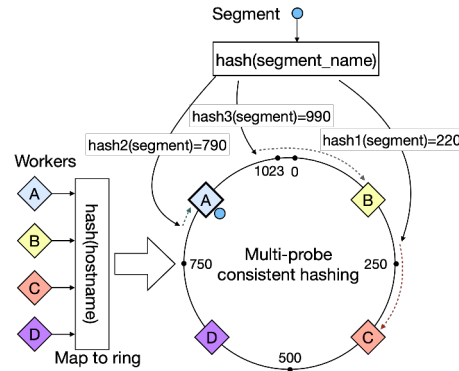 Segment
hash(segment_name)
hash3(segment)=990
hash2(segment)=790
hash1(segment)=220
Workers
1023 0
A
A
B
B
hash(hostname)
Multi-probe
consistent hashing
750
250
C
D
D
C
Map to ring
500